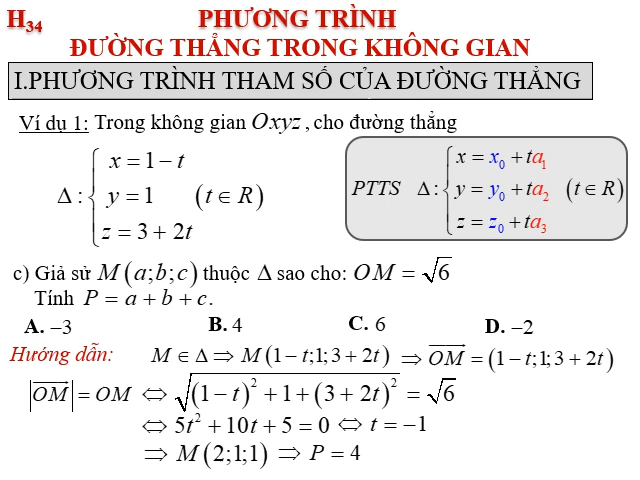 H₃₄ PHƯƠNG TRÌNH
ĐƯỜNG THẲNG TRONG KHÔNG GIAN
I.PHƯƠNG TRÌNH THAM SỐ CỦA ĐƯỜNG THẲNG
Ví dụ 1: Trong không gian Oxyz, cho đường thẳng
Δ: { x = 1 − t
y = 1 (t ∈ R)
z = 3 + 2t
PTTS Δ: { x = x₀ + ta₁
y = y₀ + ta₂ (t ∈ R)
z = z₀ + ta₃
c) Giả sử M(a;b;c) thuộc Δ sao cho: OM = √6
Tính P = a + b + c.
A. −3 B. 4 C. 6 D. −2
Hướng dẫn: M ∈ Δ ⇒ M(1 − t;1;3 + 2t) ⇒ \overrightarrow{OM} = (1 − t;1;3 + 2t)
|\overrightarrow{OM}| = OM ⇔ √((1 − t)² + 1 + (3 + 2t)²) = √6
⇔ 5t² + 10t + 5 = 0 ⇔ t = −1
⇒ M(2;1;1) ⇒ P = 4